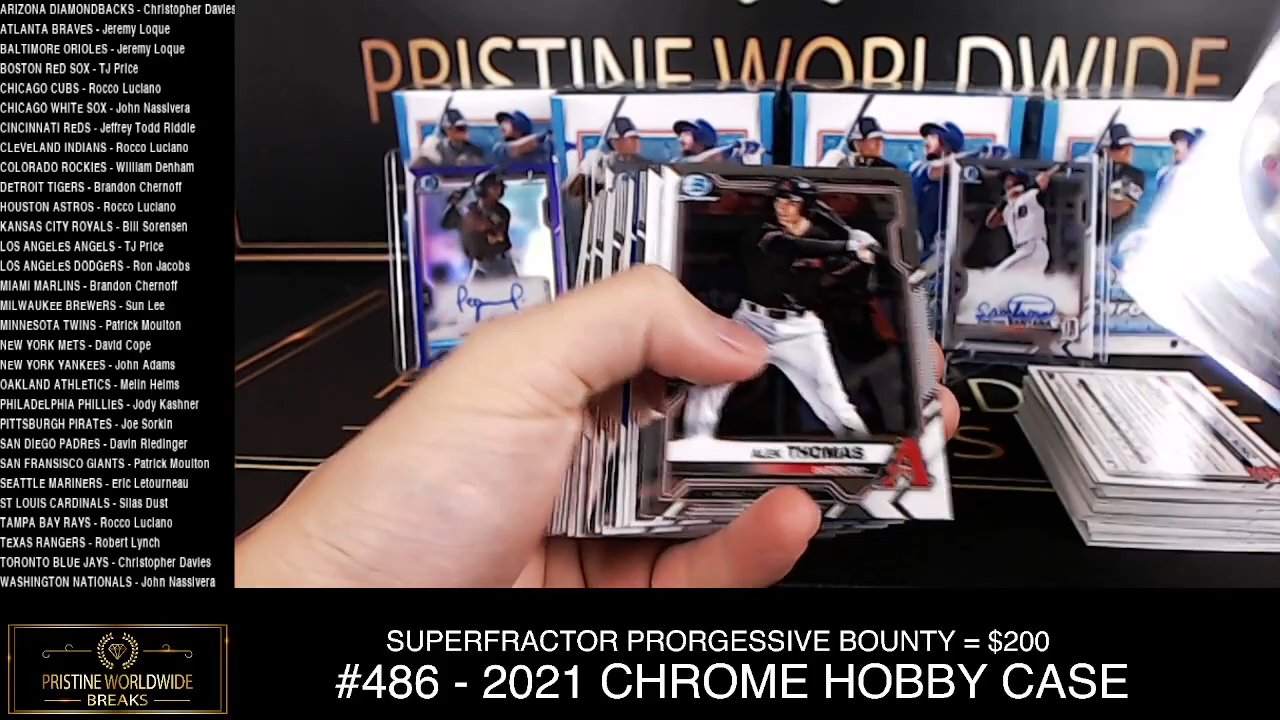 ARIZONA DIAMONDBACKS - Christopher Davies
ATLANTA BRAVES - Jeremy Loque
BALTIMORE ORIOLES - Jeremy Loque
BOSTON RED SOX - TJ Price
CHICAGO CUBS - Rocco Luciano
CHICAGO WHITE SOX - John Nassivera
CINCINNATI REDS - Jeffrey Todd Riddle
CLEVELAND INDIANS - Rocco Luciano
COLORADO ROCKIES - William Denham
DETROIT TIGERS - Brandon Chernoff
HOUSTON ASTROS - Rocco Luciano
KANSAS CITY ROYALS - Bill Sorensen
LOS ANGELES ANGELS - TJ Price
LOS ANGELES DODGERS - Ron Jacobs
MIAMI MARLINS - Brandon Chernoff
MILWAUKEE BREWERS - Sun Lee
MINNESOTA TWINS - Patrick Moulton
NEW YORK METS - David Cope
NEW YORK YANKEES - John Adams
OAKLAND ATHLETICS - Melin Helms
PHILADELPHIA PHILLIES - Jody Kashner
PITTSBURGH PIRATES - Joe Sorkin
SAN DIEGO PADRES - Davin Riedinger
SAN FRANSISCO GIANTS - Patrick Moulton
SEATTLE MARINERS - Eric Letourneau
ST LOUIS CARDINALS - Silas Dust
TAMPA BAY RAYS - Rocco Luciano
TEXAS RANGERS - Robert Lynch
TORONTO BLUE JAYS - Christopher Davies
WASHINGTON NATIONALS - John Nassivera
PRISTINE WORLDWIDE
ALEK THOMAS
A
PRISTINE WORLDWIDE
BREAKS
SUPERFRACTOR PRORGESSIVE BOUNTY = $200
#486 - 2021 CHROME HOBBY CASE